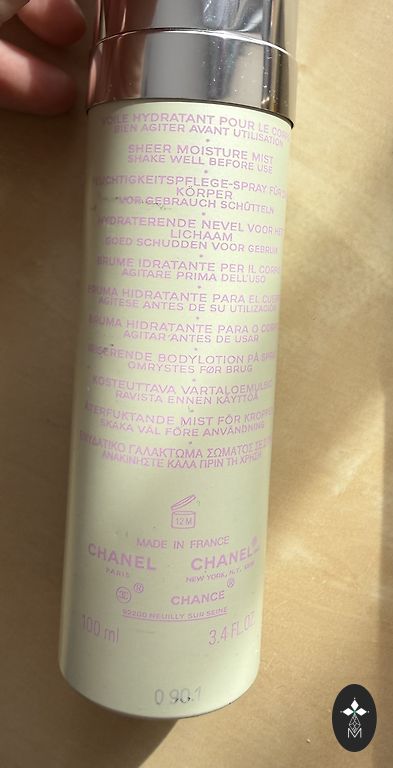 VOILE HYDRATANT POUR LE CORPS
BIEN AGITER AVANT UTILISATION
SHEER MOISTURE MIST
SHAKE WELL BEFORE USE
FEUCHTIGKEITSPFLEGE-SPRAY FÜR
KÖRPER
VOR GEBRAUCH SCHÜTTELN
HYDRATERENDE NEVEL VOOR HET
LICHAAM
GOED SCHUDDEN VOOR GEBRUIK
BRUME IDRATANTE PER IL CORPO
AGITARE PRIMA DELL'USO
BRUMA HIDRATANTE PARA EL CUERPO
AGITESE ANTES DE SU UTILIZACIÓN
BRUMA HIDRATANTE PARA O CORPO
AGITAR ANTES DE USAR
BODYLOTION PÅ SPRAY
OMRYSTES FØR BRUG
KOSTEUTTAVA VARTALOEMULSIO
RAVISTA ENNEN KÄYTTÖÄ
ÅTERFUKTANDE MIST FÖR KROPPEN
SKAKA VÄL FÖRE ANVÄNDNING
ΕΝΥΔΑΤΙΚΟ ΓΑΛΑΚΤΩΜΑ ΣΩΜΑΤΟΣ ΣΕ
ΑΝΑΚΙΝΗΣΤΕ ΚΑΛΑ ΠΡΙΝ ΤΗ ΧΡΗΣΗ
12 M
MADE IN FRANCE
CHANEL CHANEL®
PARIS NEW YORK, N.Y.
® CHANCE®
92200 NEUILLY SUR SEINE
100 ml 3.4 FL.OZ
0901
M